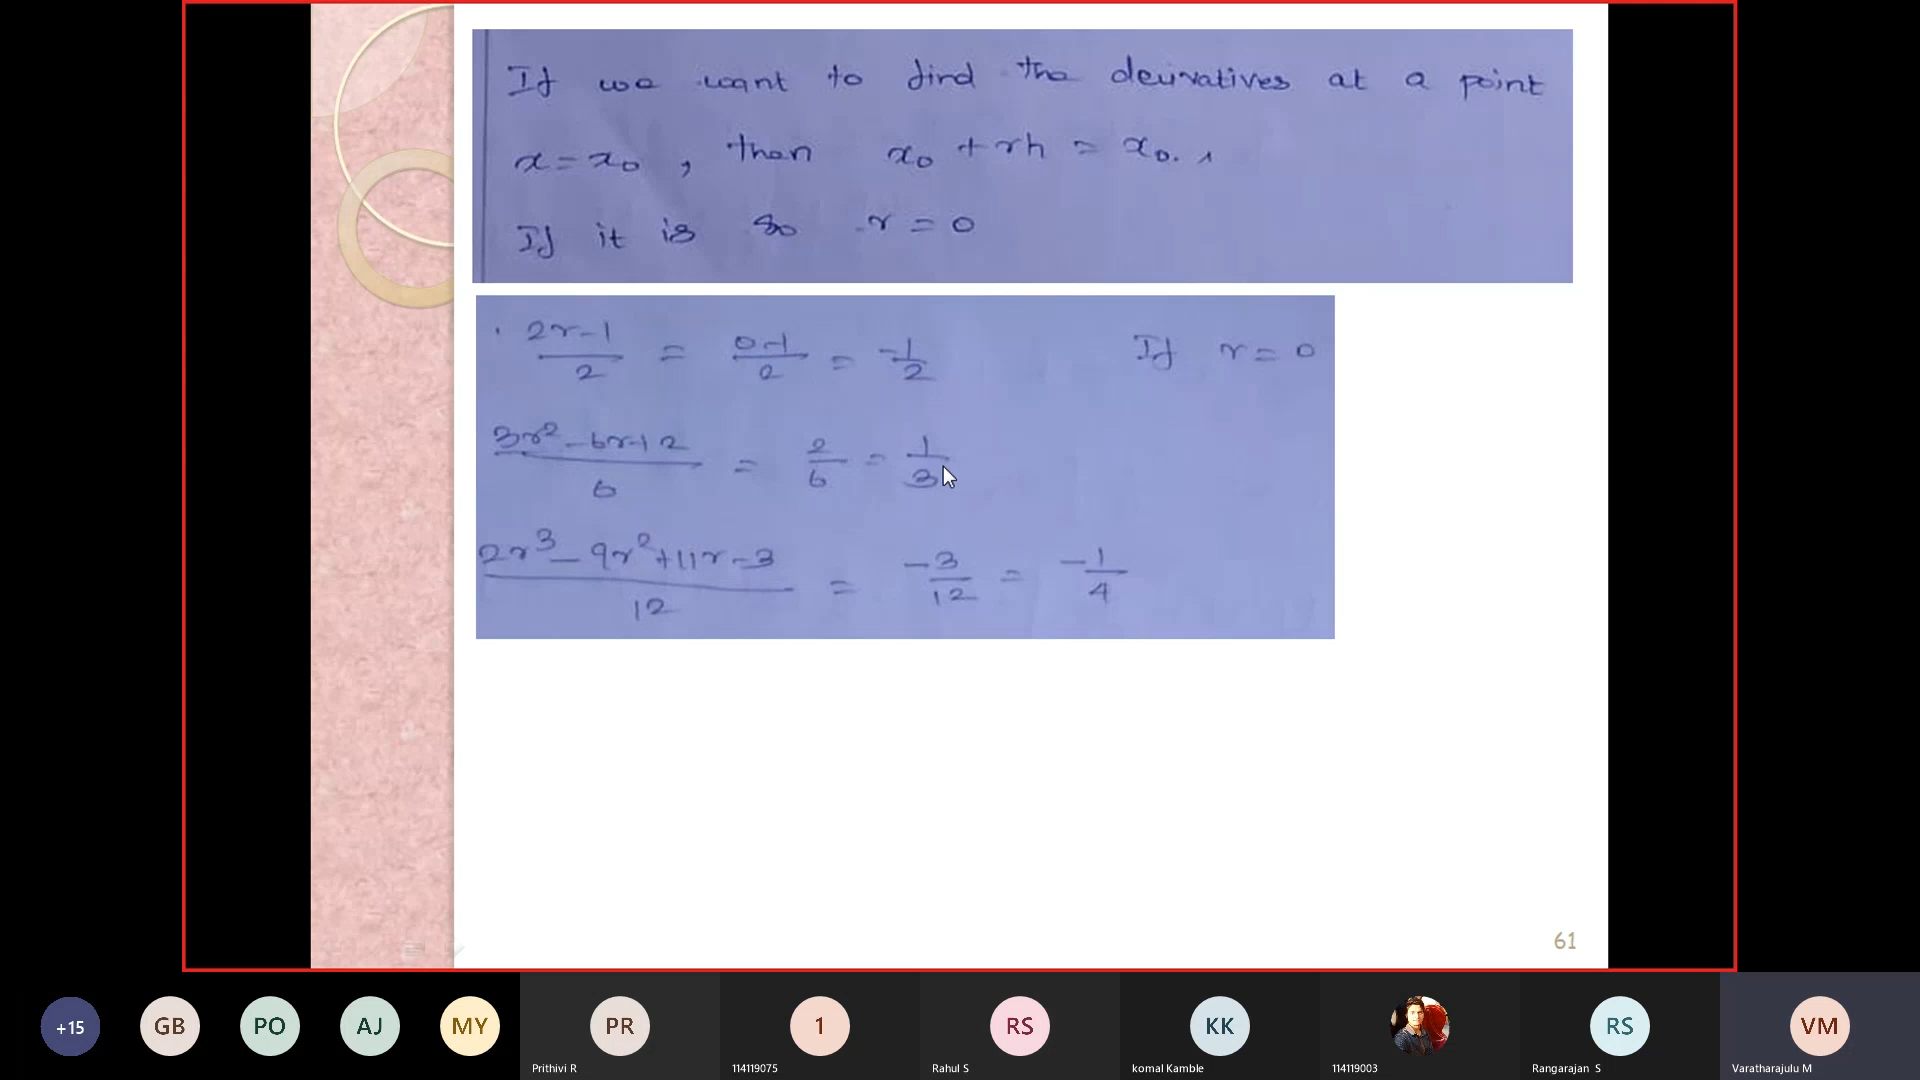 If we want to find the derivatives at a point
x = x₀ , then x₀ + rh = x₀.
If it is so r = 0
2r-1/2 = 0-1/2 = -1/2 If r = 0
3r²-6r+2/6 = 2/6 = 1/3
2r³-9r²+11r-3/12 = -3/12 = -1/4
61
+15 GB PO AJ MY PR 1 RS KK RS VM
Prithivi R 114119075 Rahul S komal Kamble 114119003 Rangarajan S Varatharajulu M